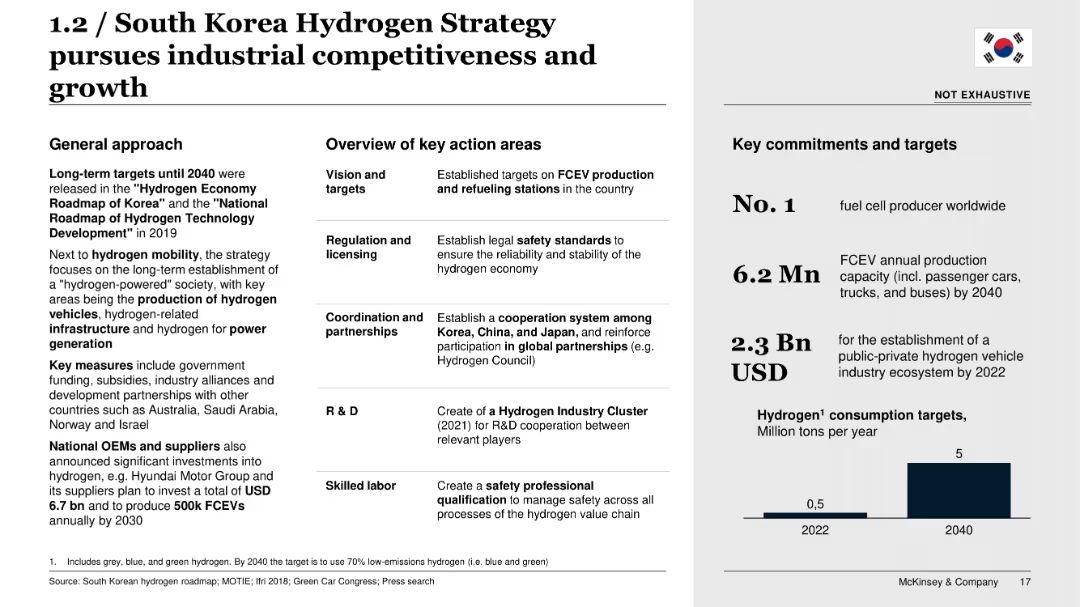 1.2 / South Korea Hydrogen Strategy
pursues industrial competitiveness and
growth
NOT EXHAUSTIVE
General approach
Long-term targets until 2040 were
released in the "Hydrogen Economy
Roadmap of Korea" and the "National
Roadmap of Hydrogen Technology
Development" in 2019
Next to hydrogen mobility, the strategy
focuses on the long-term establishment of
a "hydrogen-powered" society, with key
areas being the production of hydrogen
vehicles, hydrogen-related
infrastructure and hydrogen for power
generation
Key measures include government
funding, subsidies, industry alliances and
development partnerships with other
countries such as Australia, Saudi Arabia,
Norway and Israel
National OEMs and suppliers also
announced significant investments into
hydrogen, e.g. Hyundai Motor Group and
its suppliers plan to invest a total of USD
6.7 bn and to produce 500k FCEVs
annually by 2030
Overview of key action areas
Vision and
targets
Established targets on FCEV production
and refueling stations in the country
Regulation and
licensing
Establish legal safety standards to
ensure the reliability and stability of the
hydrogen economy
Coordination and
partnerships
Establish a cooperation system among
Korea, China, and Japan, and reinforce
participation in global partnerships (e.g.
Hydrogen Council)
R & D
Create of a Hydrogen Industry Cluster
(2021) for R&D cooperation between
relevant players
Skilled labor
Create a safety professional
qualification to manage safety across all
processes of the hydrogen value chain
Key commitments and targets
No. 1
fuel cell producer worldwide
6.2 Mn
FCEV annual production
capacity (incl. passenger cars,
trucks, and buses) by 2040
2.3 Bn
USD
for the establishment of a
public-private hydrogen vehicle
industry ecosystem by 2022
Hydrogen¹ consumption targets,
Million tons per year
0,5
5
2022
2040
1. Includes grey, blue, and green hydrogen. By 2040 the target is to use 70% low-emissions hydrogen (i.e. blue and green)
Source: South Korean hydrogen roadmap; MOTIE; Ifri 2018; Green Car Congress; Press search
McKinsey & Company 17